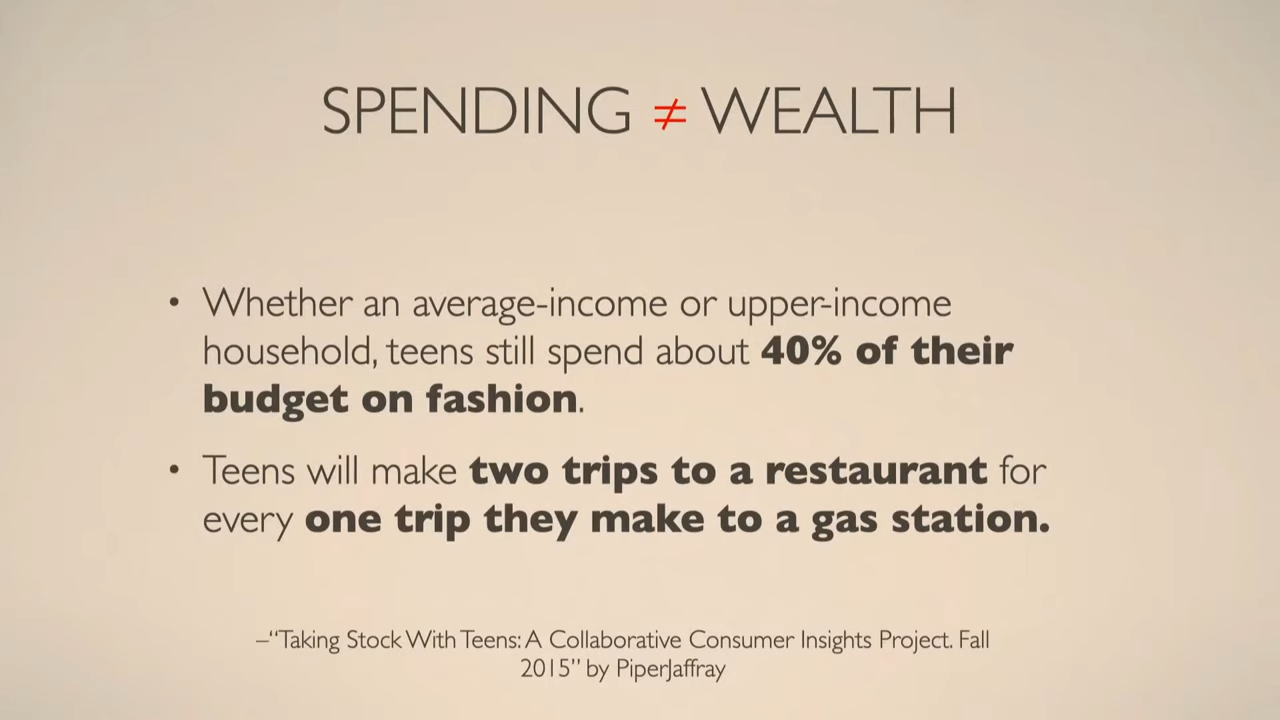 SPENDING ≠ WEALTH
• Whether an average-income or upper-income
household, teens still spend about 40% of their
budget on fashion.
• Teens will make two trips to a restaurant for
every one trip they make to a gas station.
–“Taking Stock With Teens: A Collaborative Consumer Insights Project. Fall
2015” by PiperJaffray